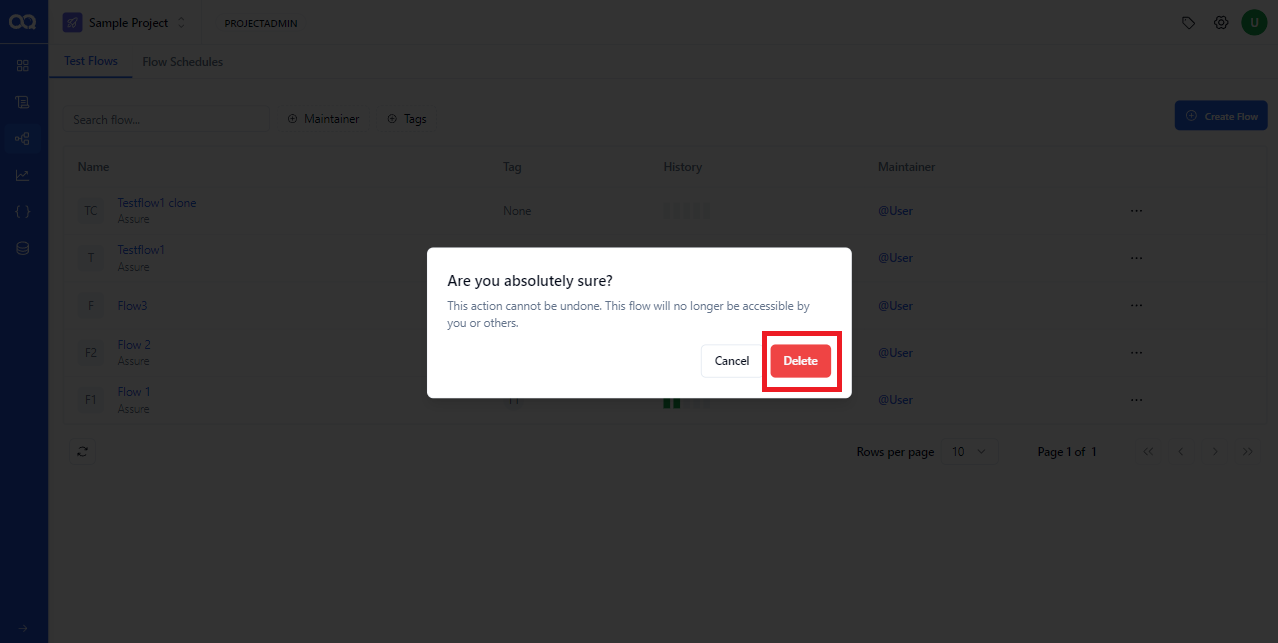 Sample Project
PROJECTADMIN
U
Test Flows
Flow Schedules
Search flow...
Maintainer
Tags
Create Flow
Name
Tag
History
Maintainer
TC
Testflow1 clone
Assure
None
@User
...
T
Testflow1
Assure
@User
...
F
Flow3
@User
...
F2
Flow 2
Assure
@User
...
F1
Flow 1
Assure
@User
...
Are you absolutely sure?
This action cannot be undone. This flow will no longer be accessible by
you or others.
Cancel
Delete
Rows per page
10
Page 1 of 1